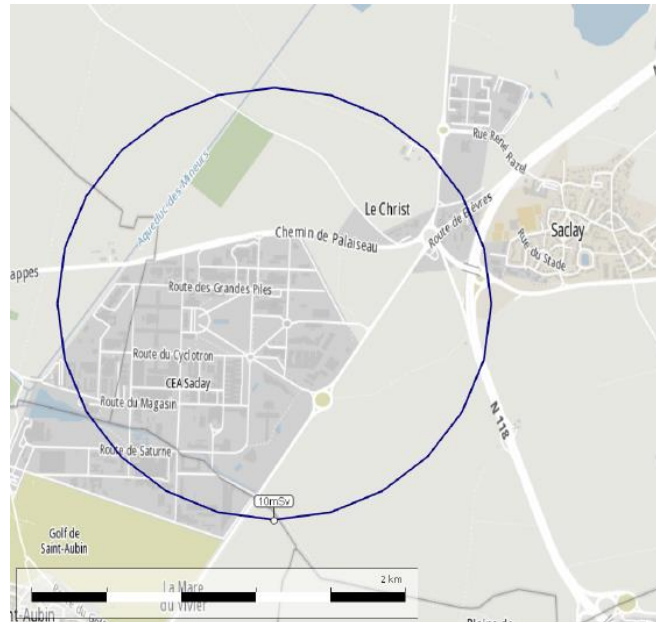 Rue René Razel
Aqueduc des Mineurs
Le Christ
Route de Bièvres
Saclay
Chemin de Palaiseau
Rue du Stade
appes
Route des Grandes Piles
Route du Cyclotron
CEA Saclay
Route du Magasin
N 118
Route de Saturne
10mSv
Golf de
Saint-Aubin
2 km
La Mare
du Vivier
nt-Aubin